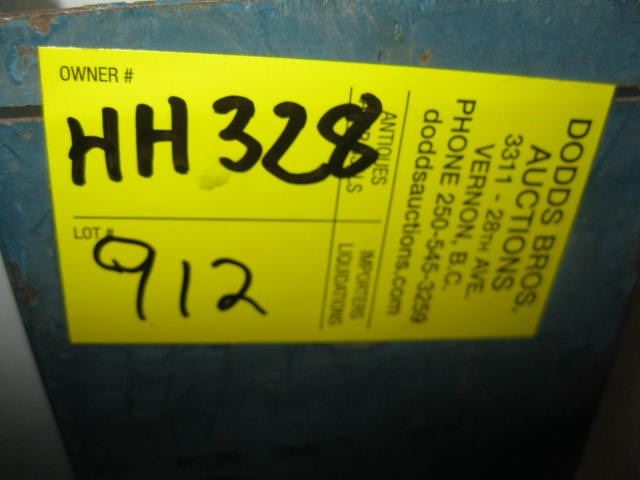 OWNER #
HH328
LOT #
912
ANTIQUES
IMPORTERS
LIQUIDATIONS
DODDS BROS.
AUCTIONS
3311 - 28TH AVE.
VERNON, B.C.
PHONE 250-545-3259
doddsauctions.com